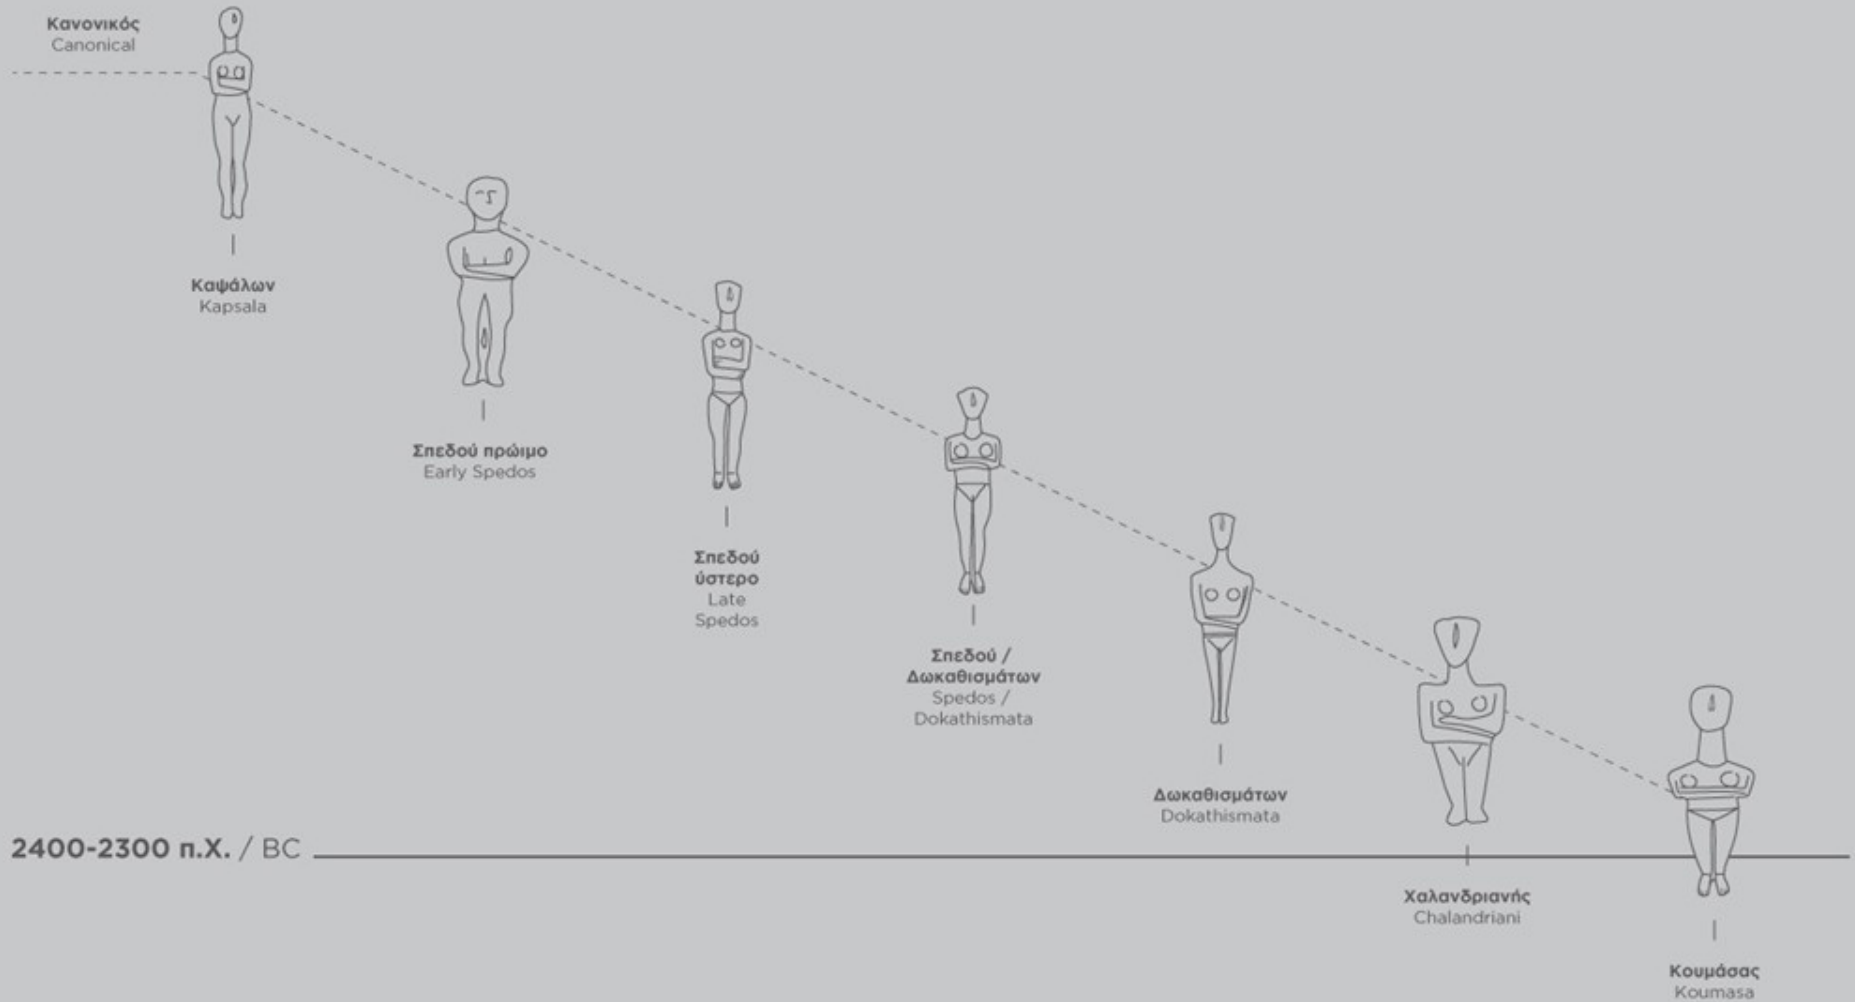 Κανονικός
Canonical
Καψάλων
Kapsala
Σπεδού πρώιμο
Early Spedos
Σπεδού
ύστερο
Late
Spedos
Σπεδού /
Δωκαθισμάτων
Spedos /
Dokathismata
Δωκαθισμάτων
Dokathismata
2400-2300 π.Χ. / BC
Χαλανδριανής
Chalandriani
Κουμάσας
Koumasa